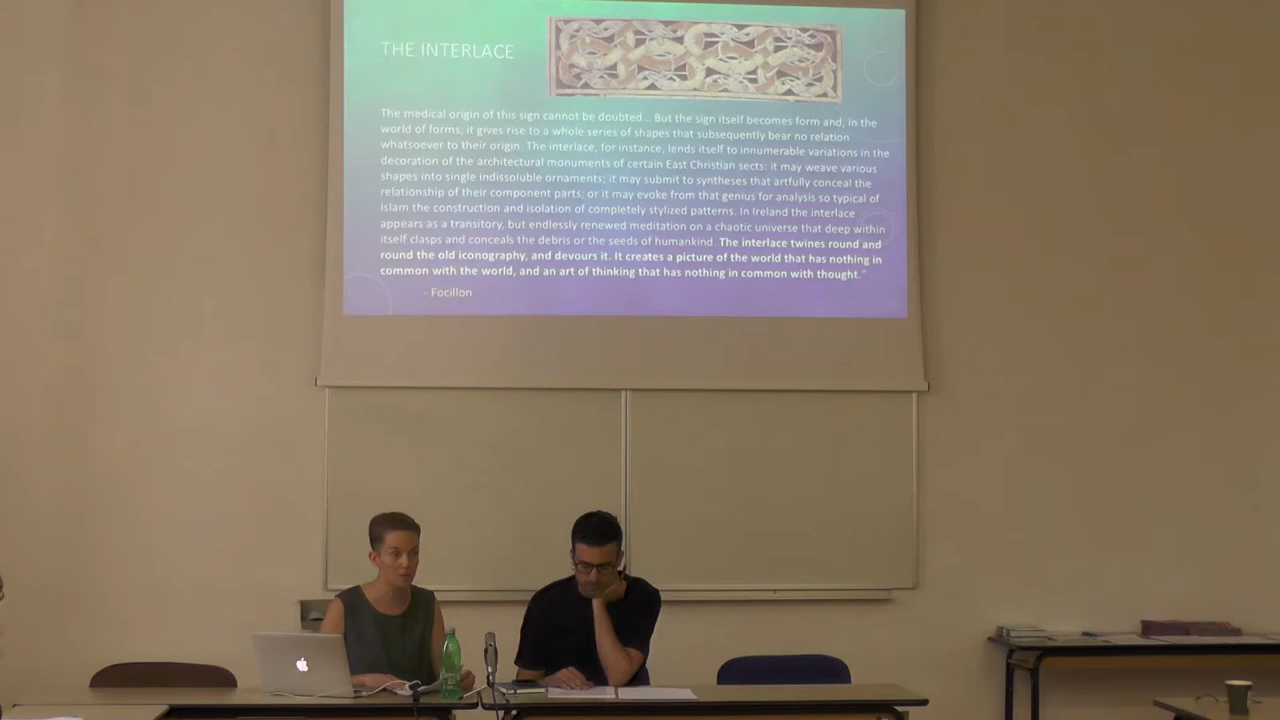 THE INTERLACE
The medical origin of this sign cannot be doubted... But the sign itself becomes form and, in the
world of forms, it gives rise to a whole series of shapes that subsequently bear no relation
whatsoever to their origin. The interlace, for instance, lends itself to innumerable variations in the
decoration of the architectural monuments of certain East Christian sects: it may weave various
shapes into single indissoluble ornaments; it may submit to syntheses that artfully conceal the
relationship of their component parts; or it may evoke from that genius for analysis so typical of
Islam the construction and isolation of completely stylized patterns. In Ireland the interlace
appears as a transitory, but endlessly renewed meditation on a chaotic universe that deep within
itself clasps and conceals the debris or the seeds of humankind. The interlace twines round and
round the old iconography, and devours it. It creates a picture of the world that has nothing in
common with the world, and an art of thinking that has nothing in common with thought."
- Focillon